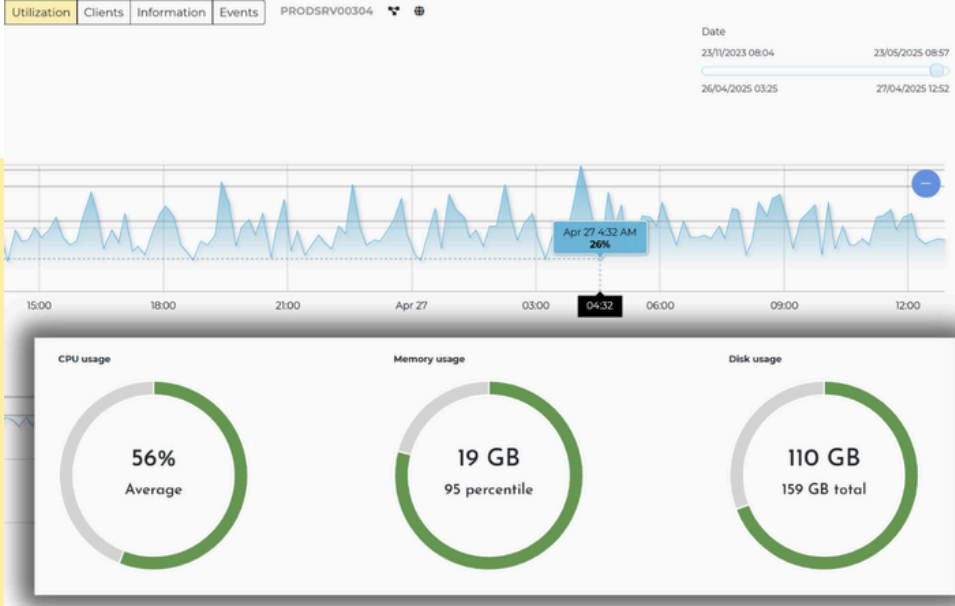 Utilization Clients Information Events PRODSRV00304
Date
23/11/2023 08:04 23/05/2025 08:57
26/04/2025 03:25 27/04/2025 12:52
Apr 27 4:32 AM
26%
15:00 18:00 21:00 Apr 27 03:00 04:32 06:00 09:00 12:00
CPU usage Memory usage Disk usage
56% 19 GB 110 GB
Average 95 percentile 159 GB total